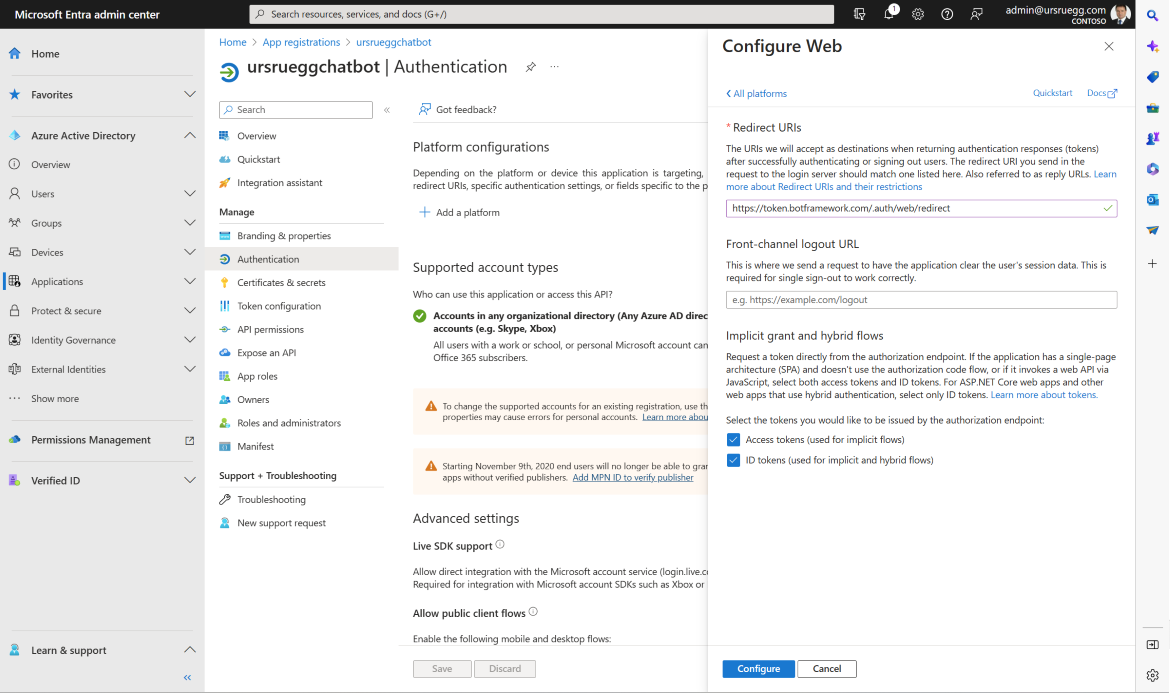 Microsoft Entra admin center
Search resources, services, and docs (G+/)
1
admin@ursruegg.com
CONTOSO
Home
Favorites
Azure Active Directory
Overview
Users
Groups
Devices
Applications
Protect & secure
Identity Governance
External Identities
Show more
Permissions Management
Verified ID
Learn & support
Home > App registrations > ursrueggchatbot
ursrueggchatbot | Authentication
Search
Overview
Quickstart
Integration assistant
Manage
Branding & properties
Authentication
Certificates & secrets
Token configuration
API permissions
Expose an API
App roles
Owners
Roles and administrators
Manifest
Support + Troubleshooting
Troubleshooting
New support request
Got feedback?
Platform configurations
Depending on the platform or device this application is targeting,
redirect URIs, specific authentication settings, or fields specific to the p
Add a platform
Supported account types
Who can use this application or access this API?
Accounts in any organizational directory (Any Azure AD direc
accounts (e.g. Skype, Xbox)
All users with a work or school, or personal Microsoft account can
Office 365 subscribers.
To change the supported accounts for an existing registration, use th
properties may cause errors for personal accounts. Learn more abou
Starting November 9th, 2020 end users will no longer be able to gran
apps without verified publishers. Add MPN ID to verify publisher
Advanced settings
Live SDK support
Allow direct integration with the Microsoft account service (login.live.co
Required for integration with Microsoft account SDKs such as Xbox or
Allow public client flows
Enable the following mobile and desktop flows:
Save
Discard
Configure Web
All platforms
Quickstart
Docs
* Redirect URIs
The URIs we will accept as destinations when returning authentication responses (tokens)
after successfully authenticating or signing out users. The redirect URI you send in the
request to the login server should match one listed here. Also referred to as reply URLs. Learn
more about Redirect URIs and their restrictions
https://token.botframework.com/.auth/web/redirect
Front-channel logout URL
This is where we send a request to have the application clear the user's session data. This is
required for single sign-out to work correctly.
e.g. https://example.com/logout
Implicit grant and hybrid flows
Request a token directly from the authorization endpoint. If the application has a single-page
architecture (SPA) and doesn't use the authorization code flow, or if it invokes a web API via
JavaScript, select both access tokens and ID tokens. For ASP.NET Core web apps and other
web apps that use hybrid authentication, select only ID tokens. Learn more about tokens.
Select the tokens you would like to be issued by the authorization endpoint:
Access tokens (used for implicit flows)
ID tokens (used for implicit and hybrid flows)
Configure
Cancel